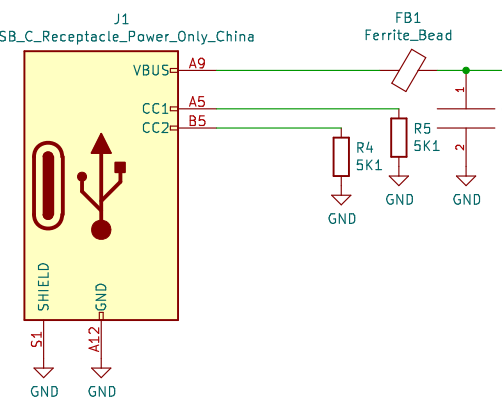 J1
SB_C_Receptacle_Power_Only_China
FB1
Ferrite_Bead
VBUS
A9
CC1
A5
CC2
B5
1
2
R4
5K1
R5
5K1
GND
GND
GND
SHIELD
GND
S1
A12
GND
GND